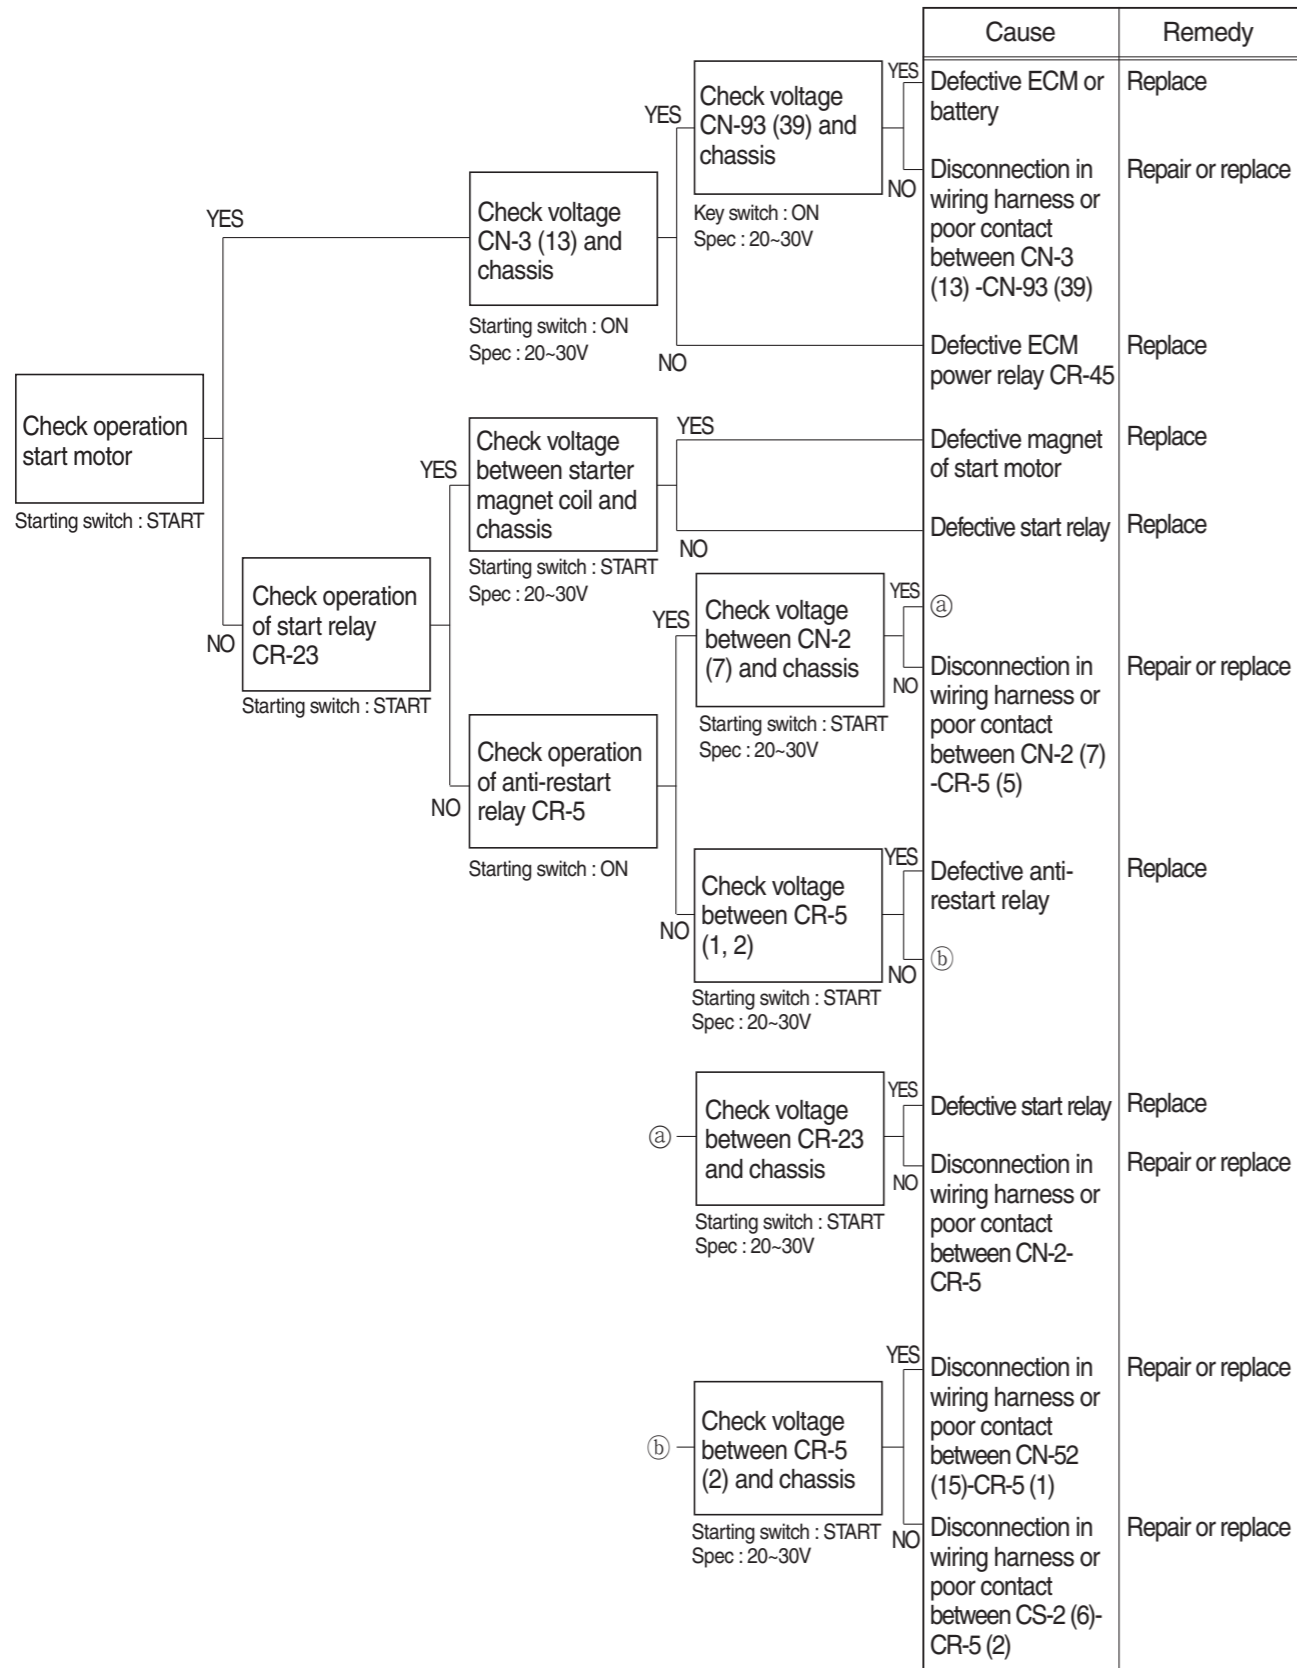 Cause
Remedy
YES
Check voltage
CN-93 (39) and
chassis
Key switch : ON
Spec : 20~30V
YES
Defective ECM or
battery
Replace
NO
Disconnection in
wiring harness or
poor contact
between CN-3
(13) -CN-93 (39)
Repair or replace
YES
Check voltage
CN-3 (13) and
chassis
Starting switch : ON
Spec : 20~30V
NO
Defective ECM
power relay CR-45
Replace
Check operation
start motor
Starting switch : START
YES
Check voltage
between starter
magnet coil and
chassis
Starting switch : START
Spec : 20~30V
YES
Defective magnet
of start motor
Replace
NO
Defective start relay
Replace
NO
Check operation
of start relay
CR-23
Starting switch : START
YES
Check voltage
between CN-2
(7) and chassis
Starting switch : START
Spec : 20~30V
YES
ⓐ
NO
Disconnection in
wiring harness or
poor contact
between CN-2 (7)
-CR-5 (5)
Repair or replace
NO
Check operation
of anti-restart
relay CR-5
Starting switch : ON
NO
Check voltage
between CR-5
(1, 2)
Starting switch : START
Spec : 20~30V
YES
Defective anti-
restart relay
Replace
NO
ⓑ
ⓐ
Check voltage
between CR-23
and chassis
Starting switch : START
Spec : 20~30V
YES
Defective start relay
Replace
NO
Disconnection in
wiring harness or
poor contact
between CN-2-
CR-5
Repair or replace
ⓑ
Check voltage
between CR-5
(2) and chassis
Starting switch : START
Spec : 20~30V
YES
Disconnection in
wiring harness or
poor contact
between CN-52
(15)-CR-5 (1)
Repair or replace
NO
Disconnection in
wiring harness or
poor contact
between CS-2 (6)-
CR-5 (2)
Repair or replace